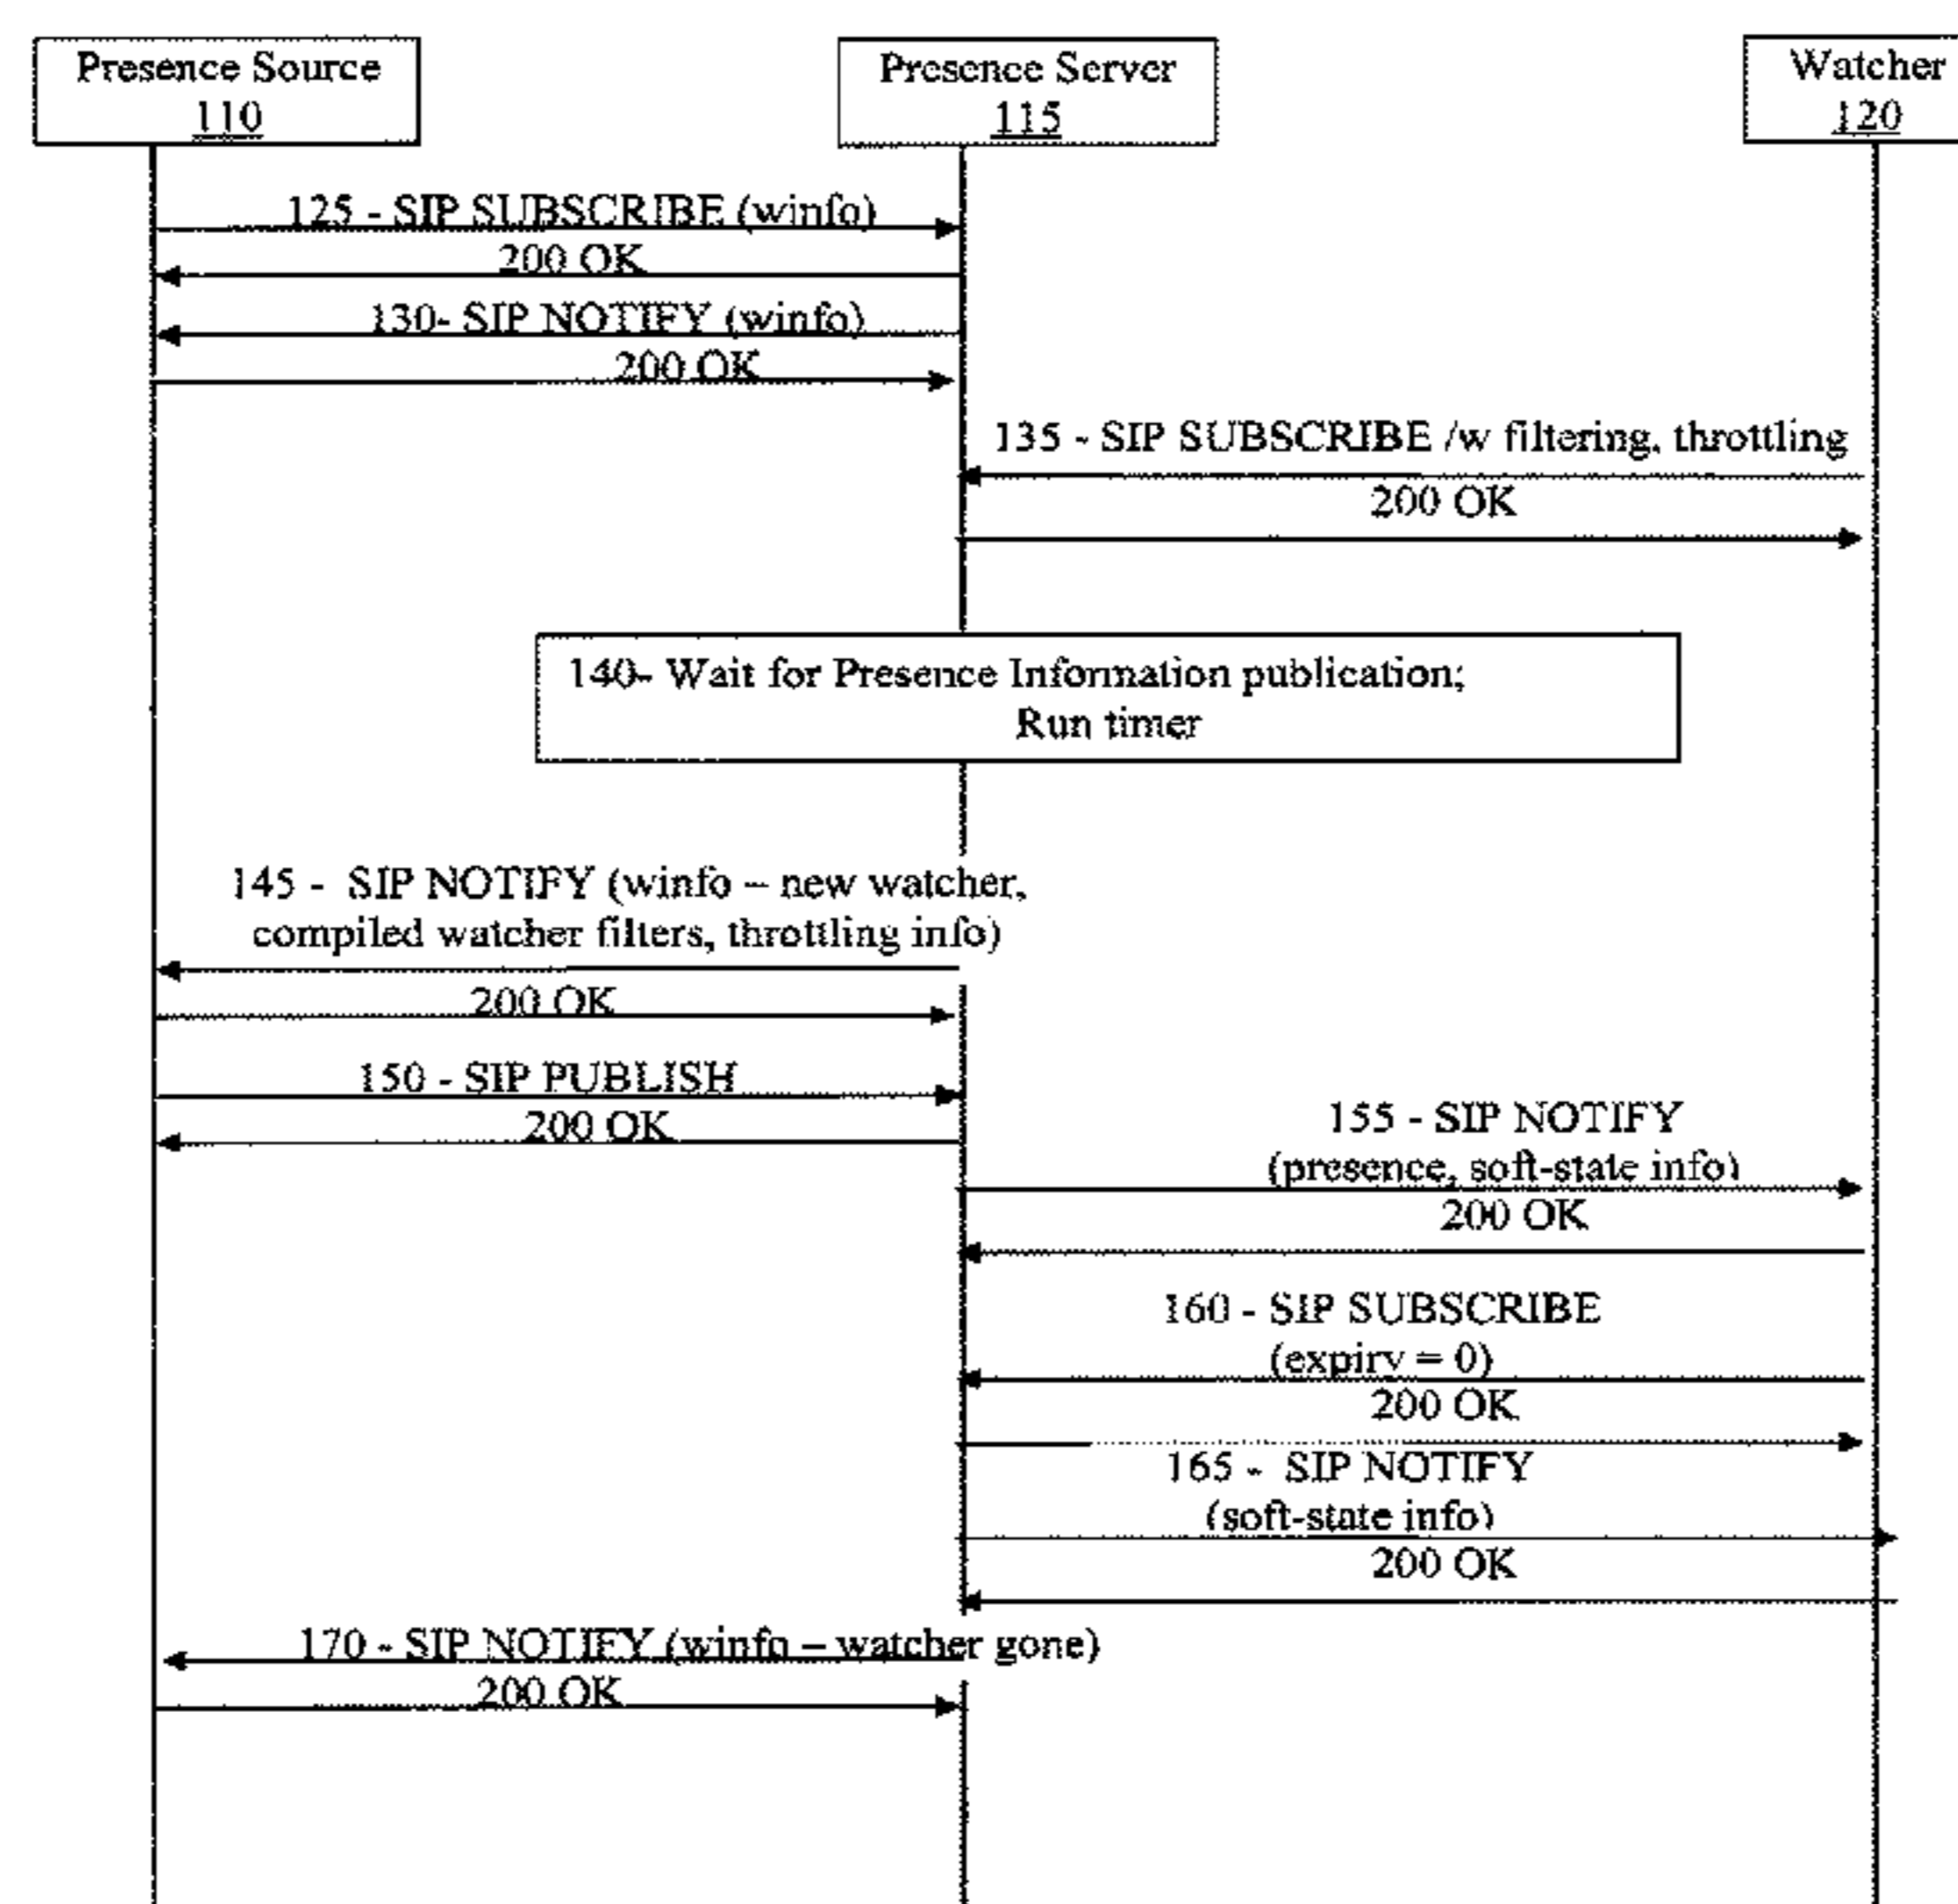 Presence Source
110
Presence Server
115
Watcher
120
125 - SIP SUBSCRIBE (winfo)
200 OK
130- SIP NOTIFY (winfo)
200 OK
135 - SIP SUBSCRIBE /w filtering, throttling
200 OK
140- Wait for Presence Information publication;
Run timer
145 - SIP NOTIFY (winfo – new watcher,
compiled watcher filters, throttling info)
200 OK
150 - SIP PUBLISH
200 OK
155 - SIP NOTIFY
(presence, soft-state info)
200 OK
160 - SIP SUBSCRIBE
(expiry = 0)
200 OK
165 - SIP NOTIFY
(soft-state info)
200 OK
170 - SIP NOTIFY (winfo – watcher gone)
200 OK